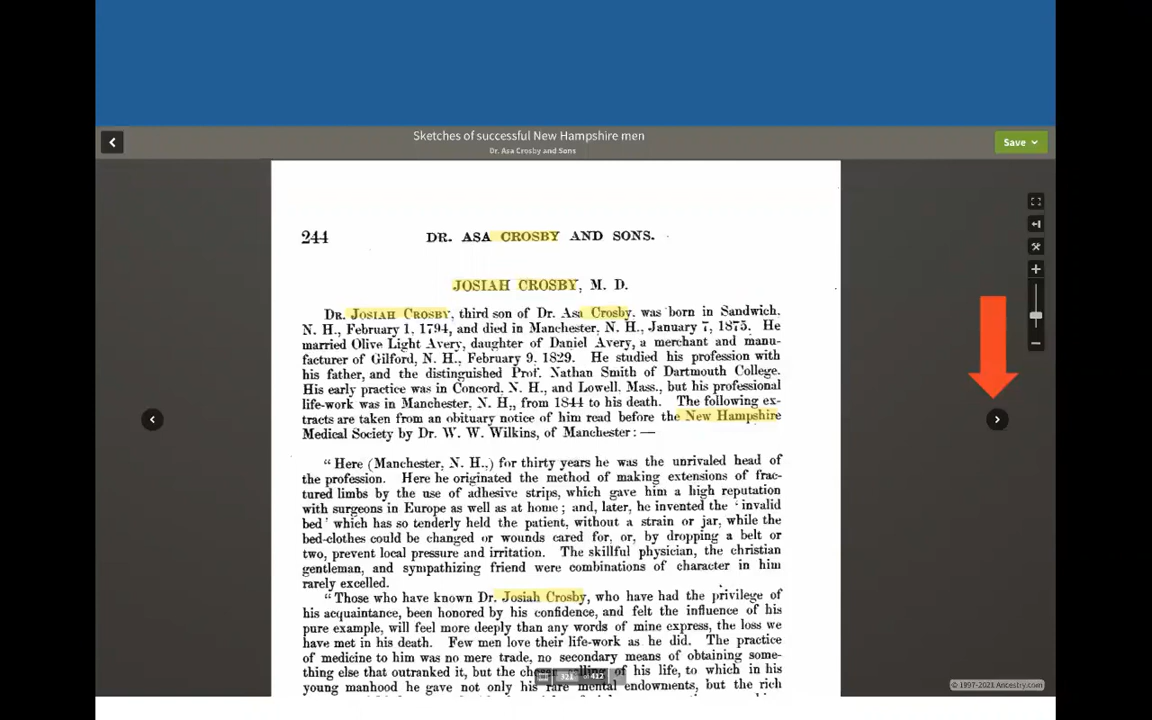 Sketches of successful New Hampshire men
Dr. Asa Crosby and Sons
Save
244
DR. ASA CROSBY AND SONS.
JOSIAH CROSBY, M. D.
DR. JOSIAH CROSBY, third son of Dr. Asa Crosby, was born in Sandwich,
N. H., February 1, 1794, and died in Manchester, N. H., January 7, 1875. He
married Olive Light Avery, daughter of Daniel Avery, a merchant and manu-
facturer of Gilford, N. H., February 9, 1829. He studied his profession with
his father, and the distinguished Prof. Nathan Smith of Dartmouth College.
His early practice was in Concord, N. H., and Lowell, Mass., but his professional
life-work was in Manchester, N. H,, from 1844 to his death. The following ex-
tracts are taken from an obituary notice of him read before the New Hampshire
Medical Society by Dr. W. W. Wilkins, of Manchester: —
"Here (Manchester, N. H.,) for thirty years he was the unrivaled head of
the profession. Here he originated the method of making extensions of frac-
tured limbs by the use of adhesive strips, which gave him a high reputation
with surgeons in Europe as well as at home; and, later, he invented the 'invalid
bed' which has so tenderly held the patient, without a strain or jar, while the
bed-clothes could be changed or wounds cared for, or, by dropping a belt or
two, prevent local pressure and irritation. The skillful physician, the christian
gentleman, and sympathizing friend were combinations of character in him
rarely excelled.
"Those who have known Dr. Josiah Crosby, who have had the privilege of
his acquaintance, been honored by his confidence, and felt the influence of his
pure example, will feel more deeply than any words of mine express, the loss we
have met in his death. Few men love their life-work as he did. The practice
of medicine to him was no mere trade, no secondary means of obtaining some-
thing else that outranked it, but the of his life, to which in his
321 of 412
young manhood he gave not only his rare mental endowments, but the rich
© 1997-2021 Ancestry.com